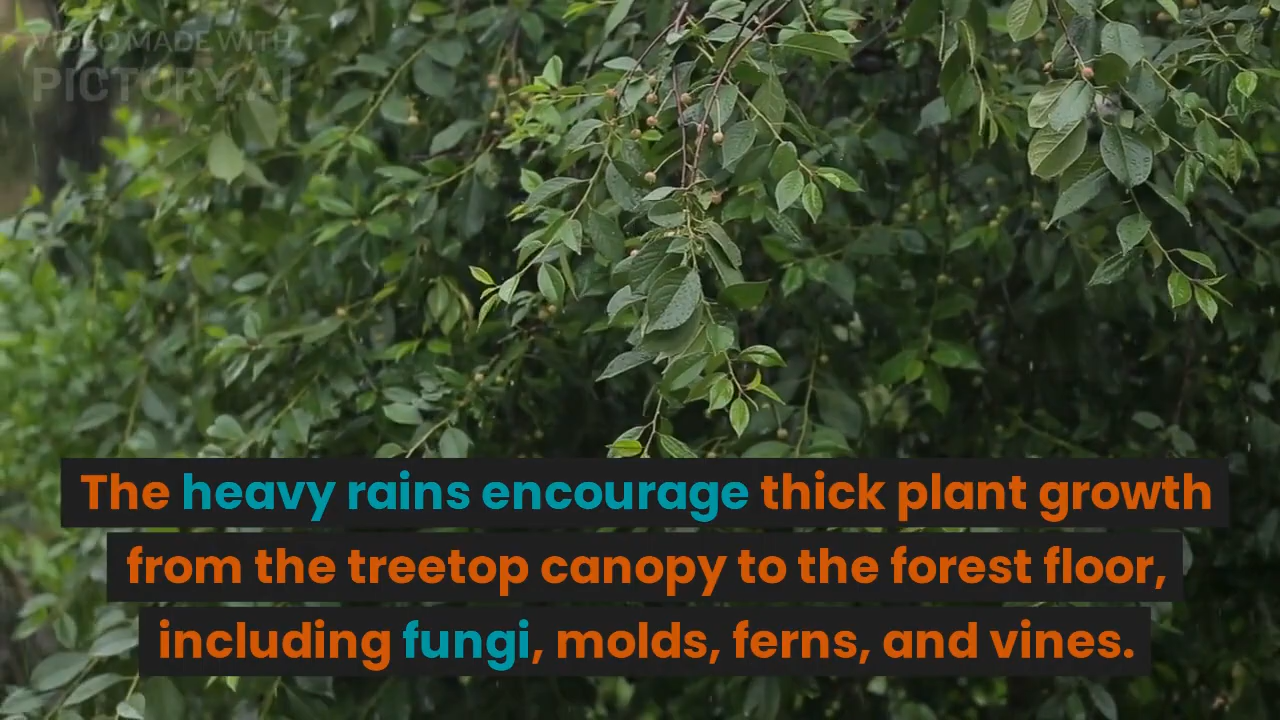 VIDEO MADE WITH
PICTORY.AI
The heavy rains encourage thick plant growth
from the treetop canopy to the forest floor,
including fungi, molds, ferns, and vines.